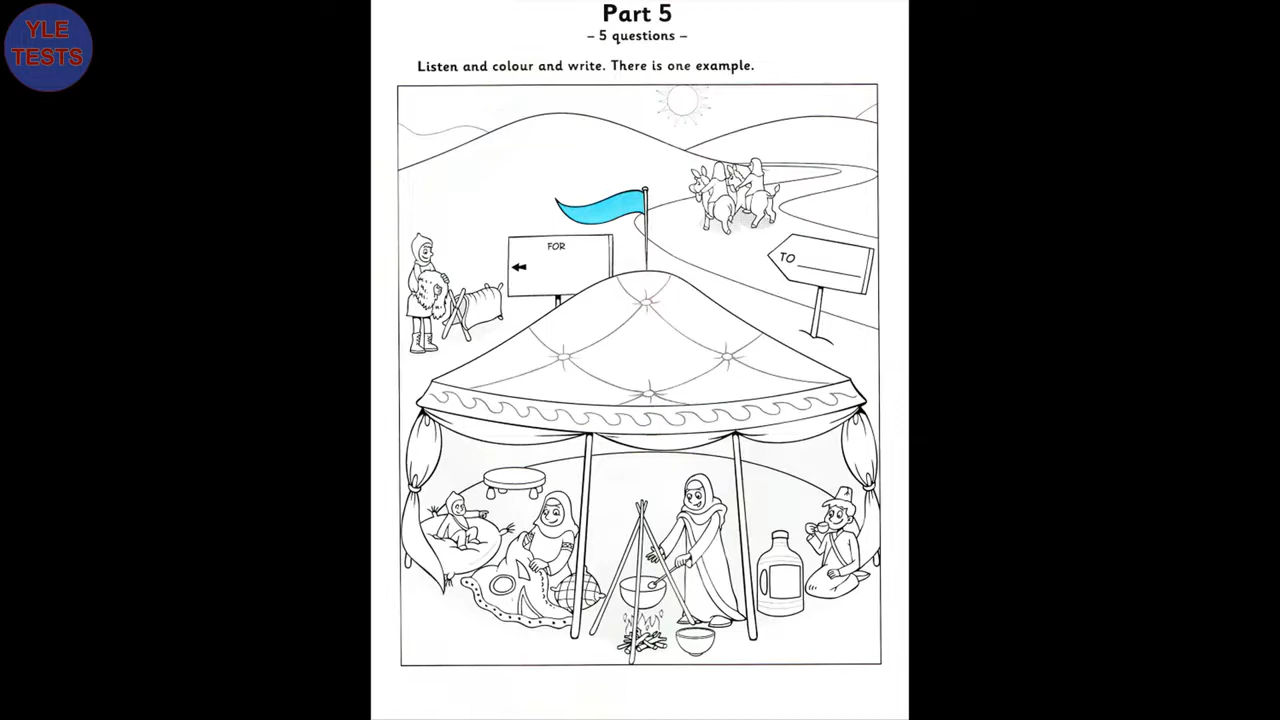 YLE
TESTS
Part 5
– 5 questions –
Listen and colour and write. There is one example.
FOR
TO